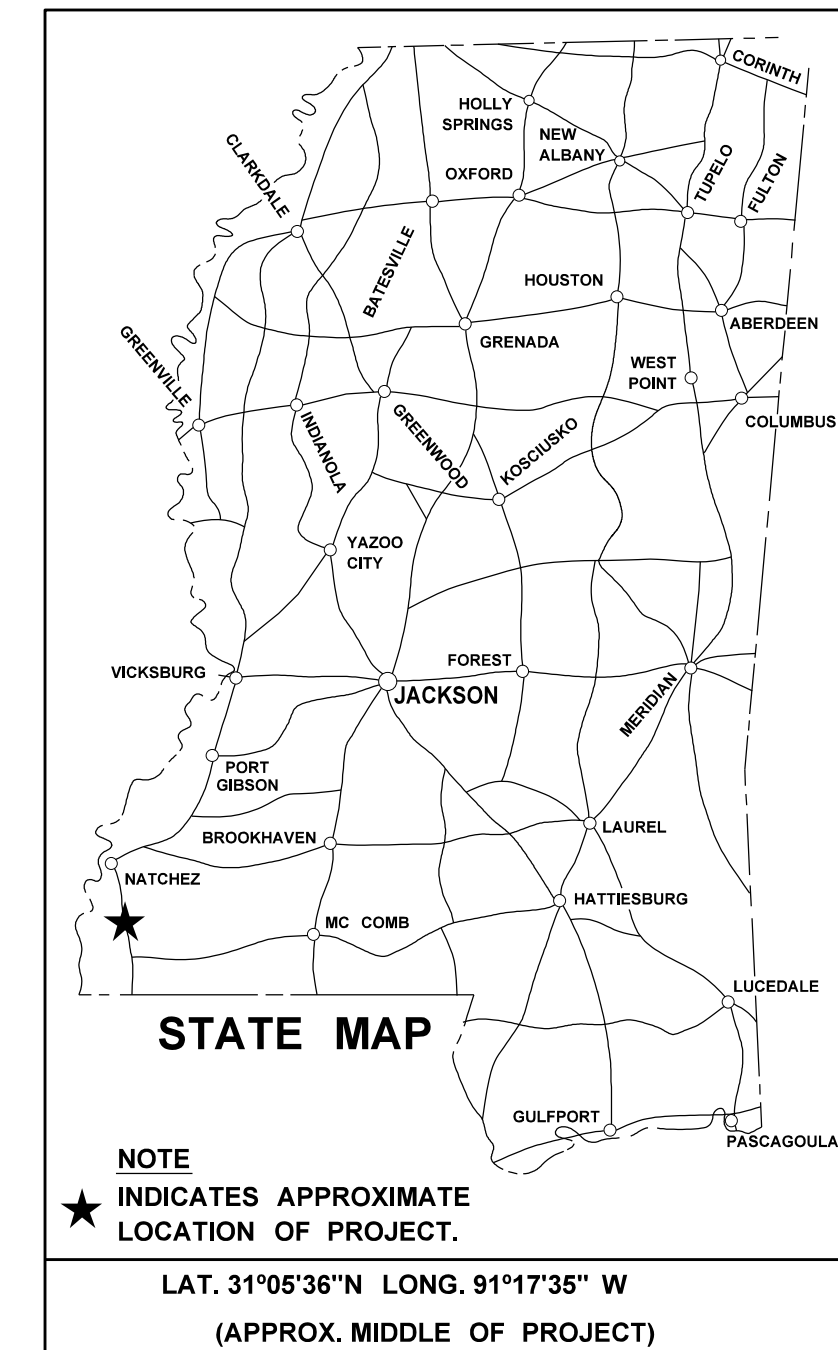 CORINTH
HOLLY
SPRINGS
NEW
ALBANY
CLARKDALE
OXFORD
TUPELO
FULTON
BATESVILLE
HOUSTON
ABERDEEN
GREENVILLE
GRENADA
WEST
POINT
COLUMBUS
INDIANOLA
GREENWOOD
KOSCIUSKO
YAZOO
CITY
VICKSBURG
FOREST
JACKSON
MERIDIAN
PORT
GIBSON
BROOKHAVEN
LAUREL
NATCHEZ
HATTIESBURG
MC COMB
LUCEDALE
STATE MAP
GULFPORT
PASCAGOULA
NOTE
INDICATES APPROXIMATE
LOCATION OF PROJECT.
LAT. 31º05'36"N LONG. 91º17'35" W
(APPROX. MIDDLE OF PROJECT)